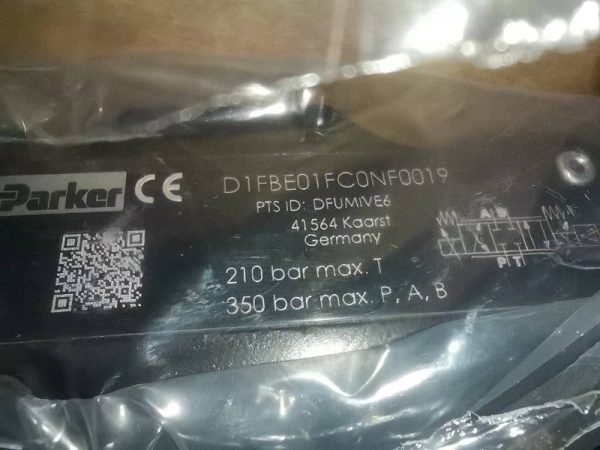 Parker CE D1FBE01FC0NF0019
PTS ID: DFUMIVE6
41564 Kaarst
Germany
A B
P T
210 bar max. T
350 bar max. P, A, B